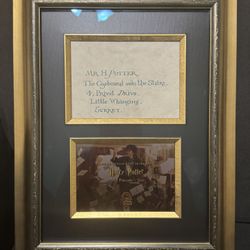 Mr. H. Potter
The Cupboard under the Stairs,
4, Privet Drive,
Little Whinging,
Surrey.
Harry Potter